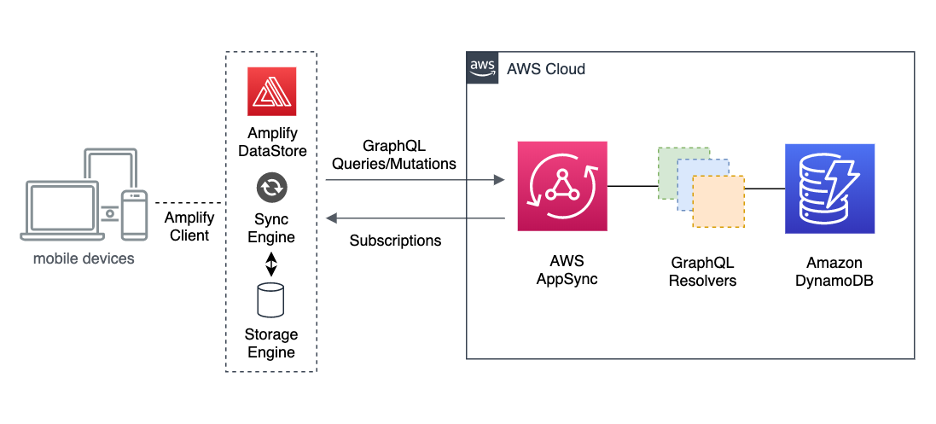 aws
AWS Cloud
Amplify
DataStore
GraphQL
Queries/Mutations
Amplify
Client
Sync
Engine
Subscriptions
mobile devices
AWS
AppSync
GraphQL
Resolvers
Amazon
DynamoDB
Storage
Engine